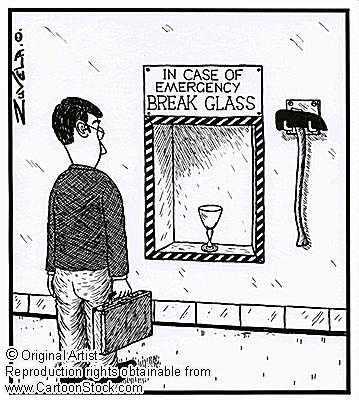 IN CASE OF
EMERGENCY
BREAK GLASS
© Original Artist
Reproduction rights obtainable from
www.CartoonStock.com